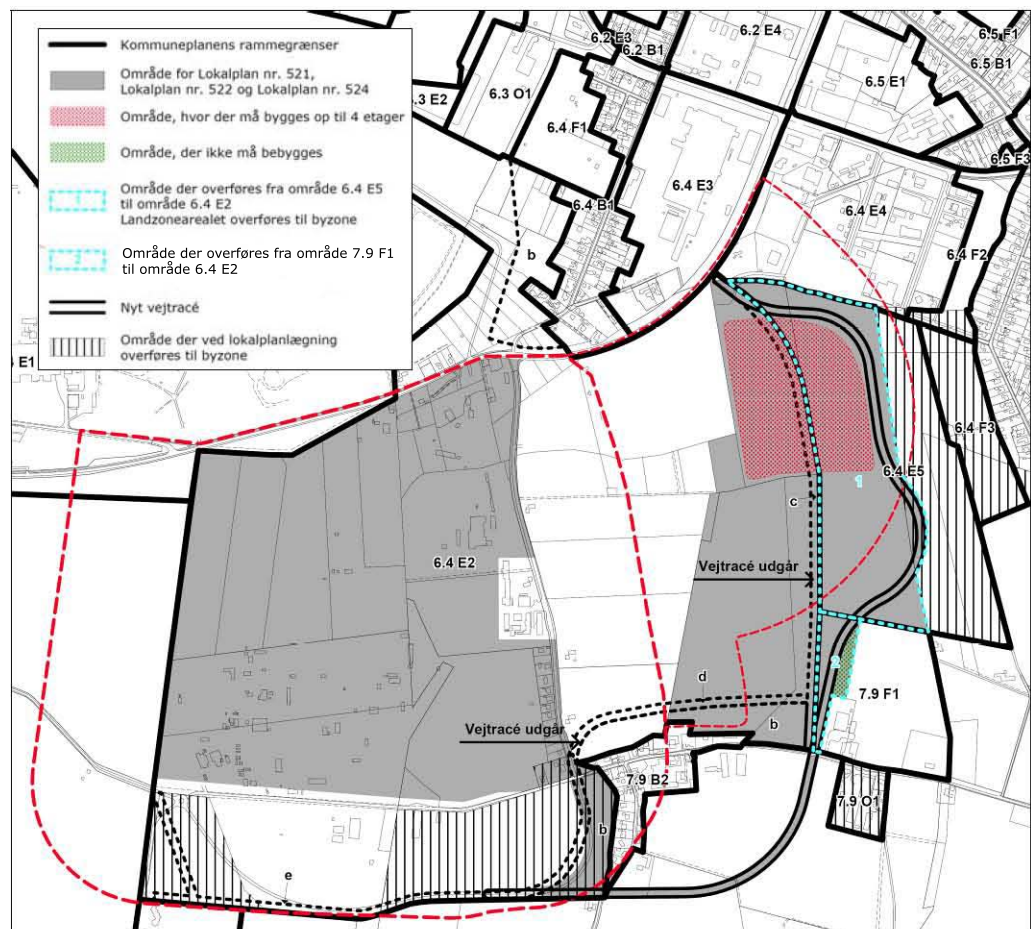 Kommuneplanens rammegrænser
Område for Lokalplan nr. 521,
Lokalplan nr. 522 og Lokalplan nr. 524
Område, hvor der må bygges op til 4 etager
Område, der ikke må bebygges
1
Område der overføres fra område 6.4 E5
til område 6.4 E2
Landzonearealet overføres til byzone
2
Område der overføres fra område 7.9 F1
til område 6.4 E2
Nyt vejtracé
Område der ved lokalplanlægning
overføres til byzone
6.2 E3
6.2 B1
6.2 E4
6.5 F1
6.5 B1
6.5 E1
6.3 O1
6.4 F1
6.5 F3
6.4 E3
6.4 B1
6.4 E4
6.4 F2
b
6.4 F3
6.4 E5
1
c
6.4 E2
Vejtracé udgår
2
7.9 F1
d
b
Vejtracé udgår
7.9 B2
7.9 O1
b
e